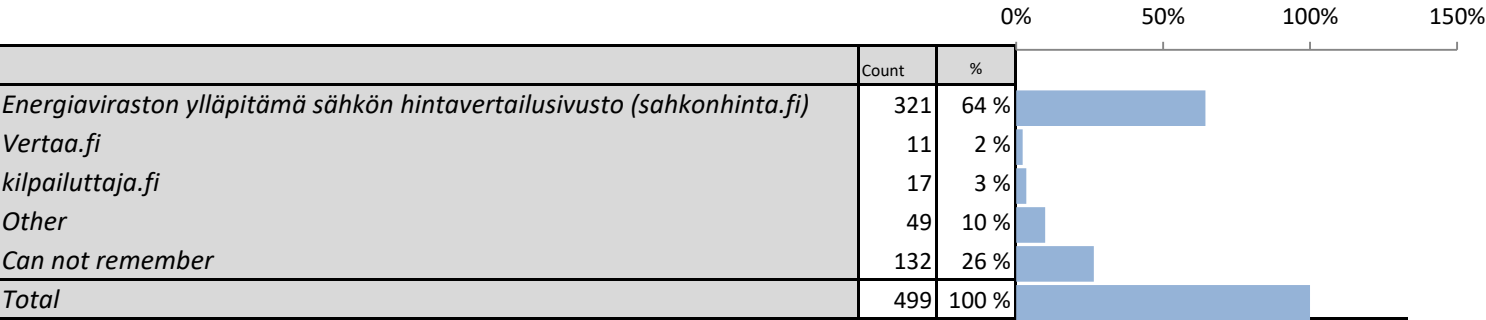 0% 50% 100% 150%
Count %
Energiaviraston ylläpitämä sähkön hintavertailusivusto (sahkonhinta.fi) 321 64 %
Vertaa.fi 11 2 %
kilpailuttaja.fi 17 3 %
Other 49 10 %
Can not remember 132 26 %
Total 499 100 %